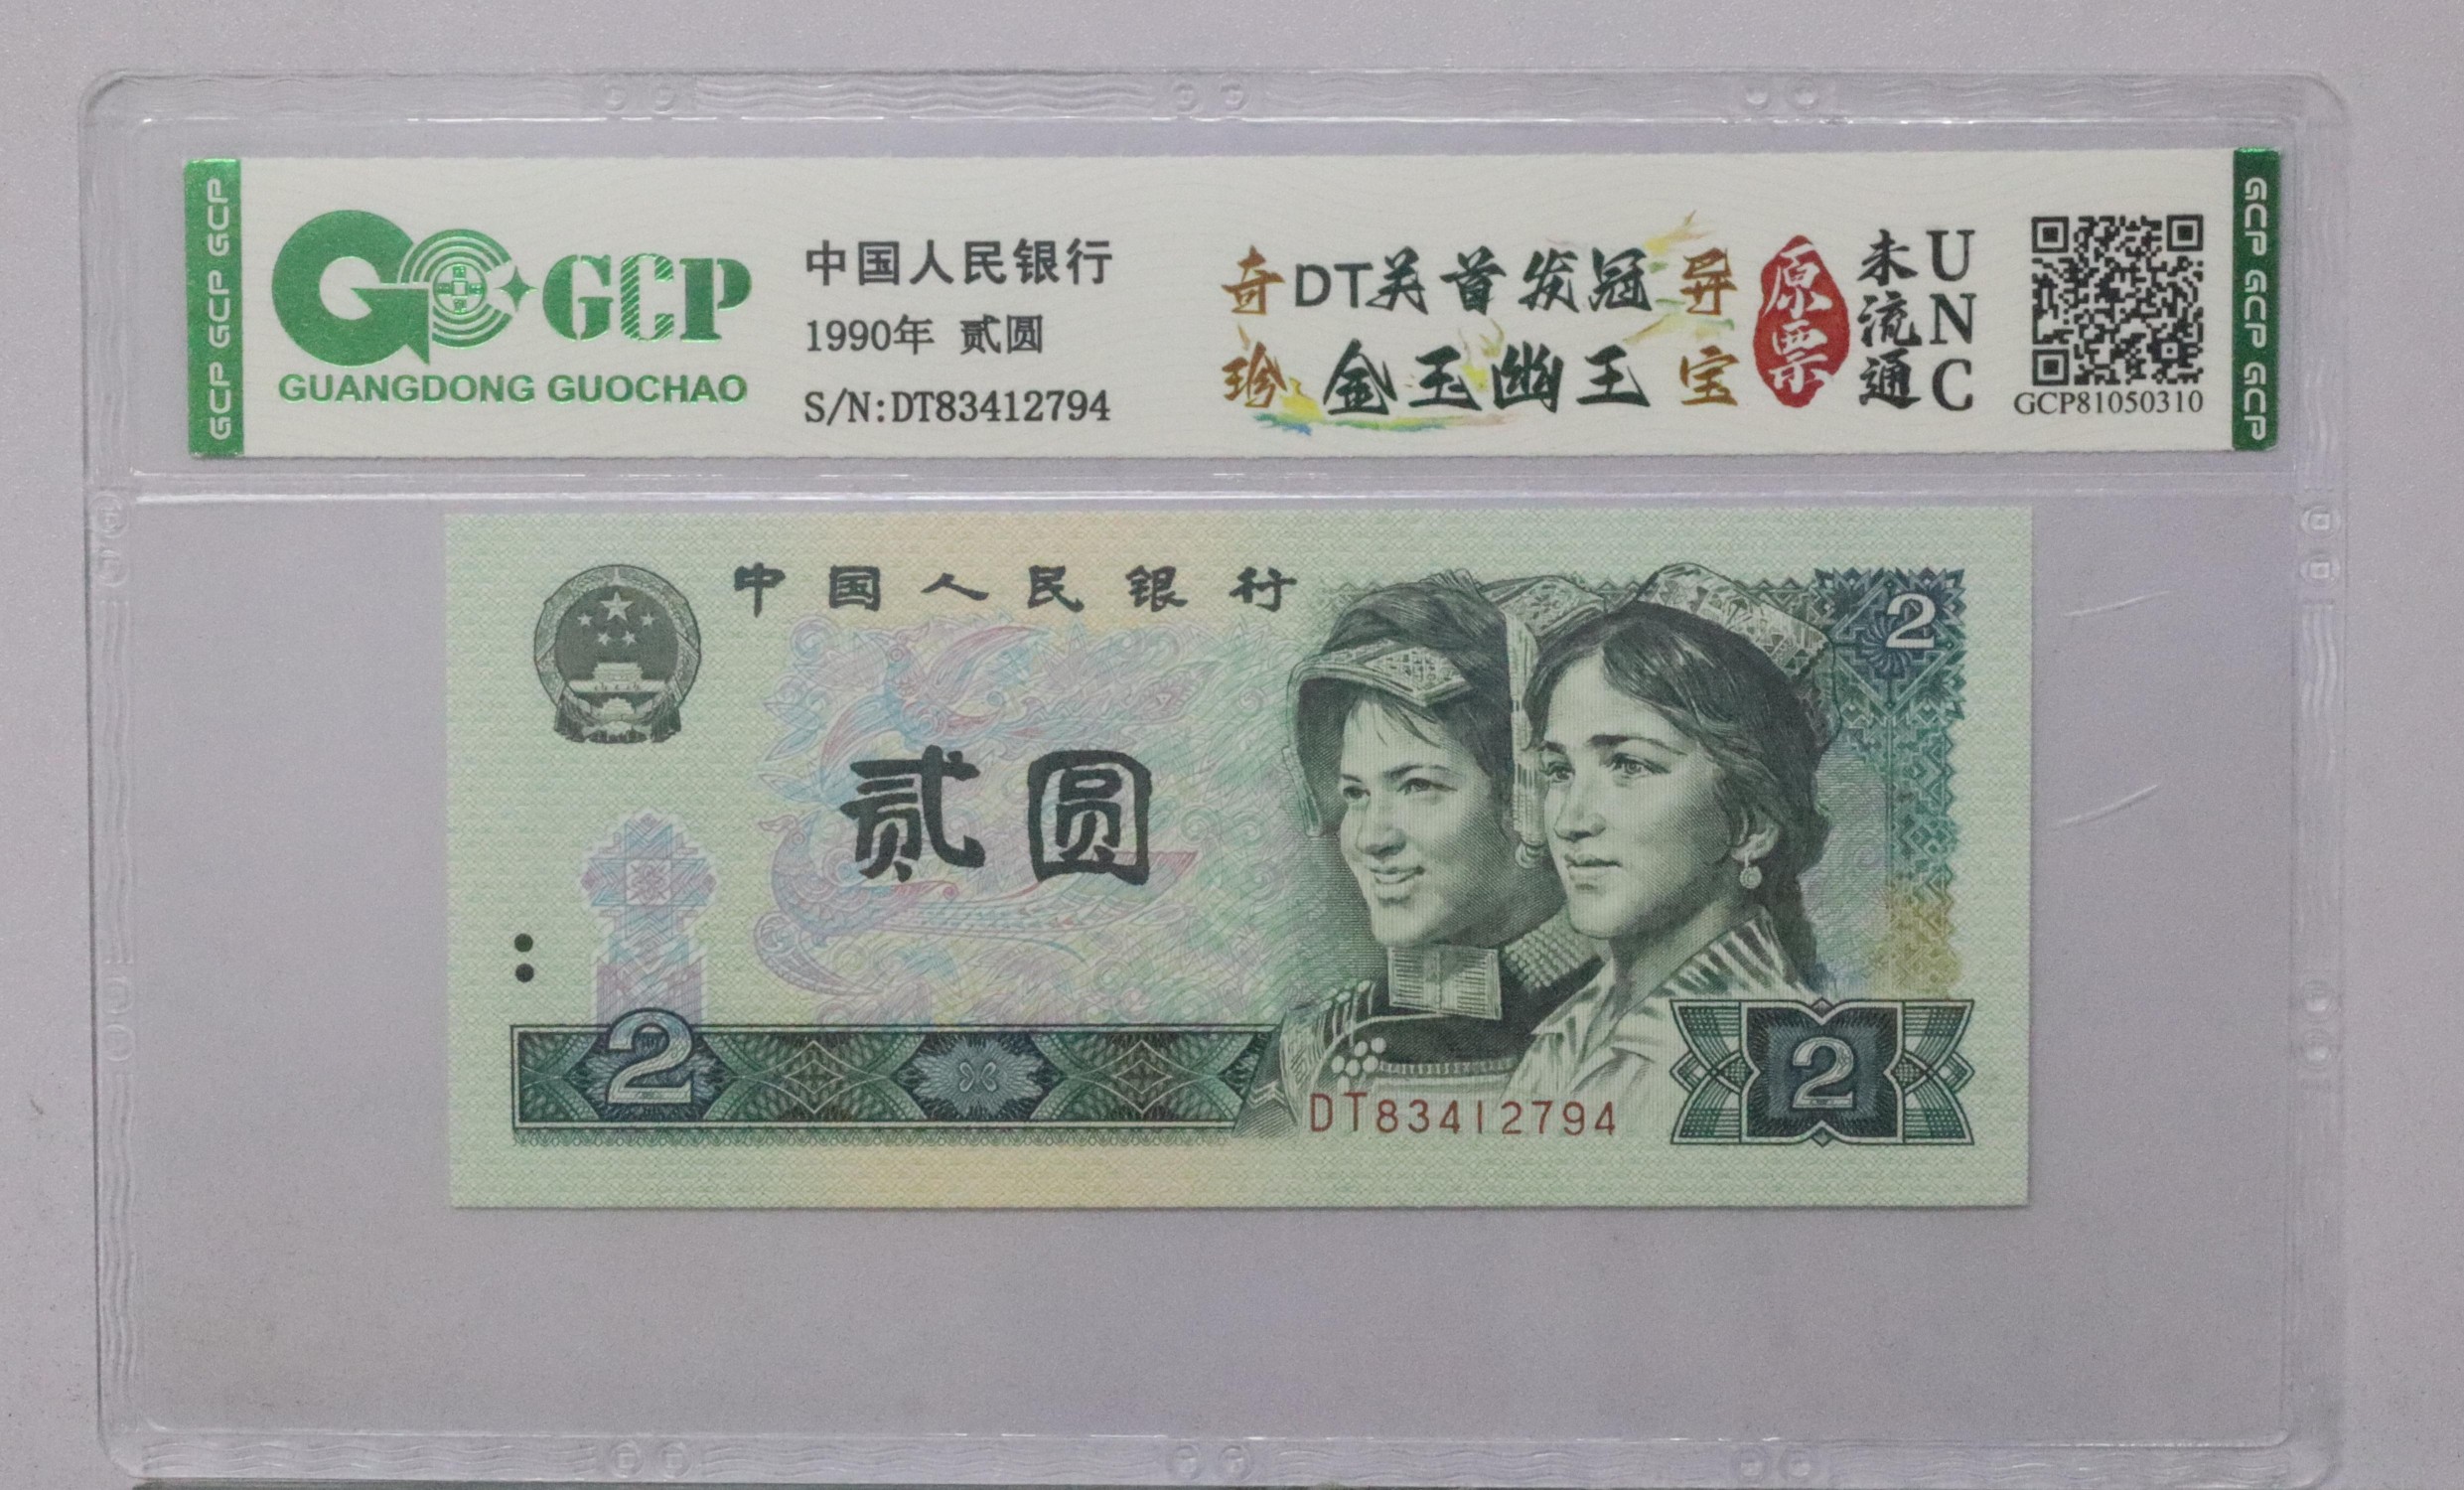 GCP GCP GCP
GCP
GUANGDONG GUOCHAO
中国人民银行
1990年 贰圆
S/N:DT83412794
奇珍
DT关首发冠
金玉幽王
异宝
原票
未流通
UNC
GCP81050310
GCP GCP GCP
中国人民银行
2
贰圆
2
DT83412794
2